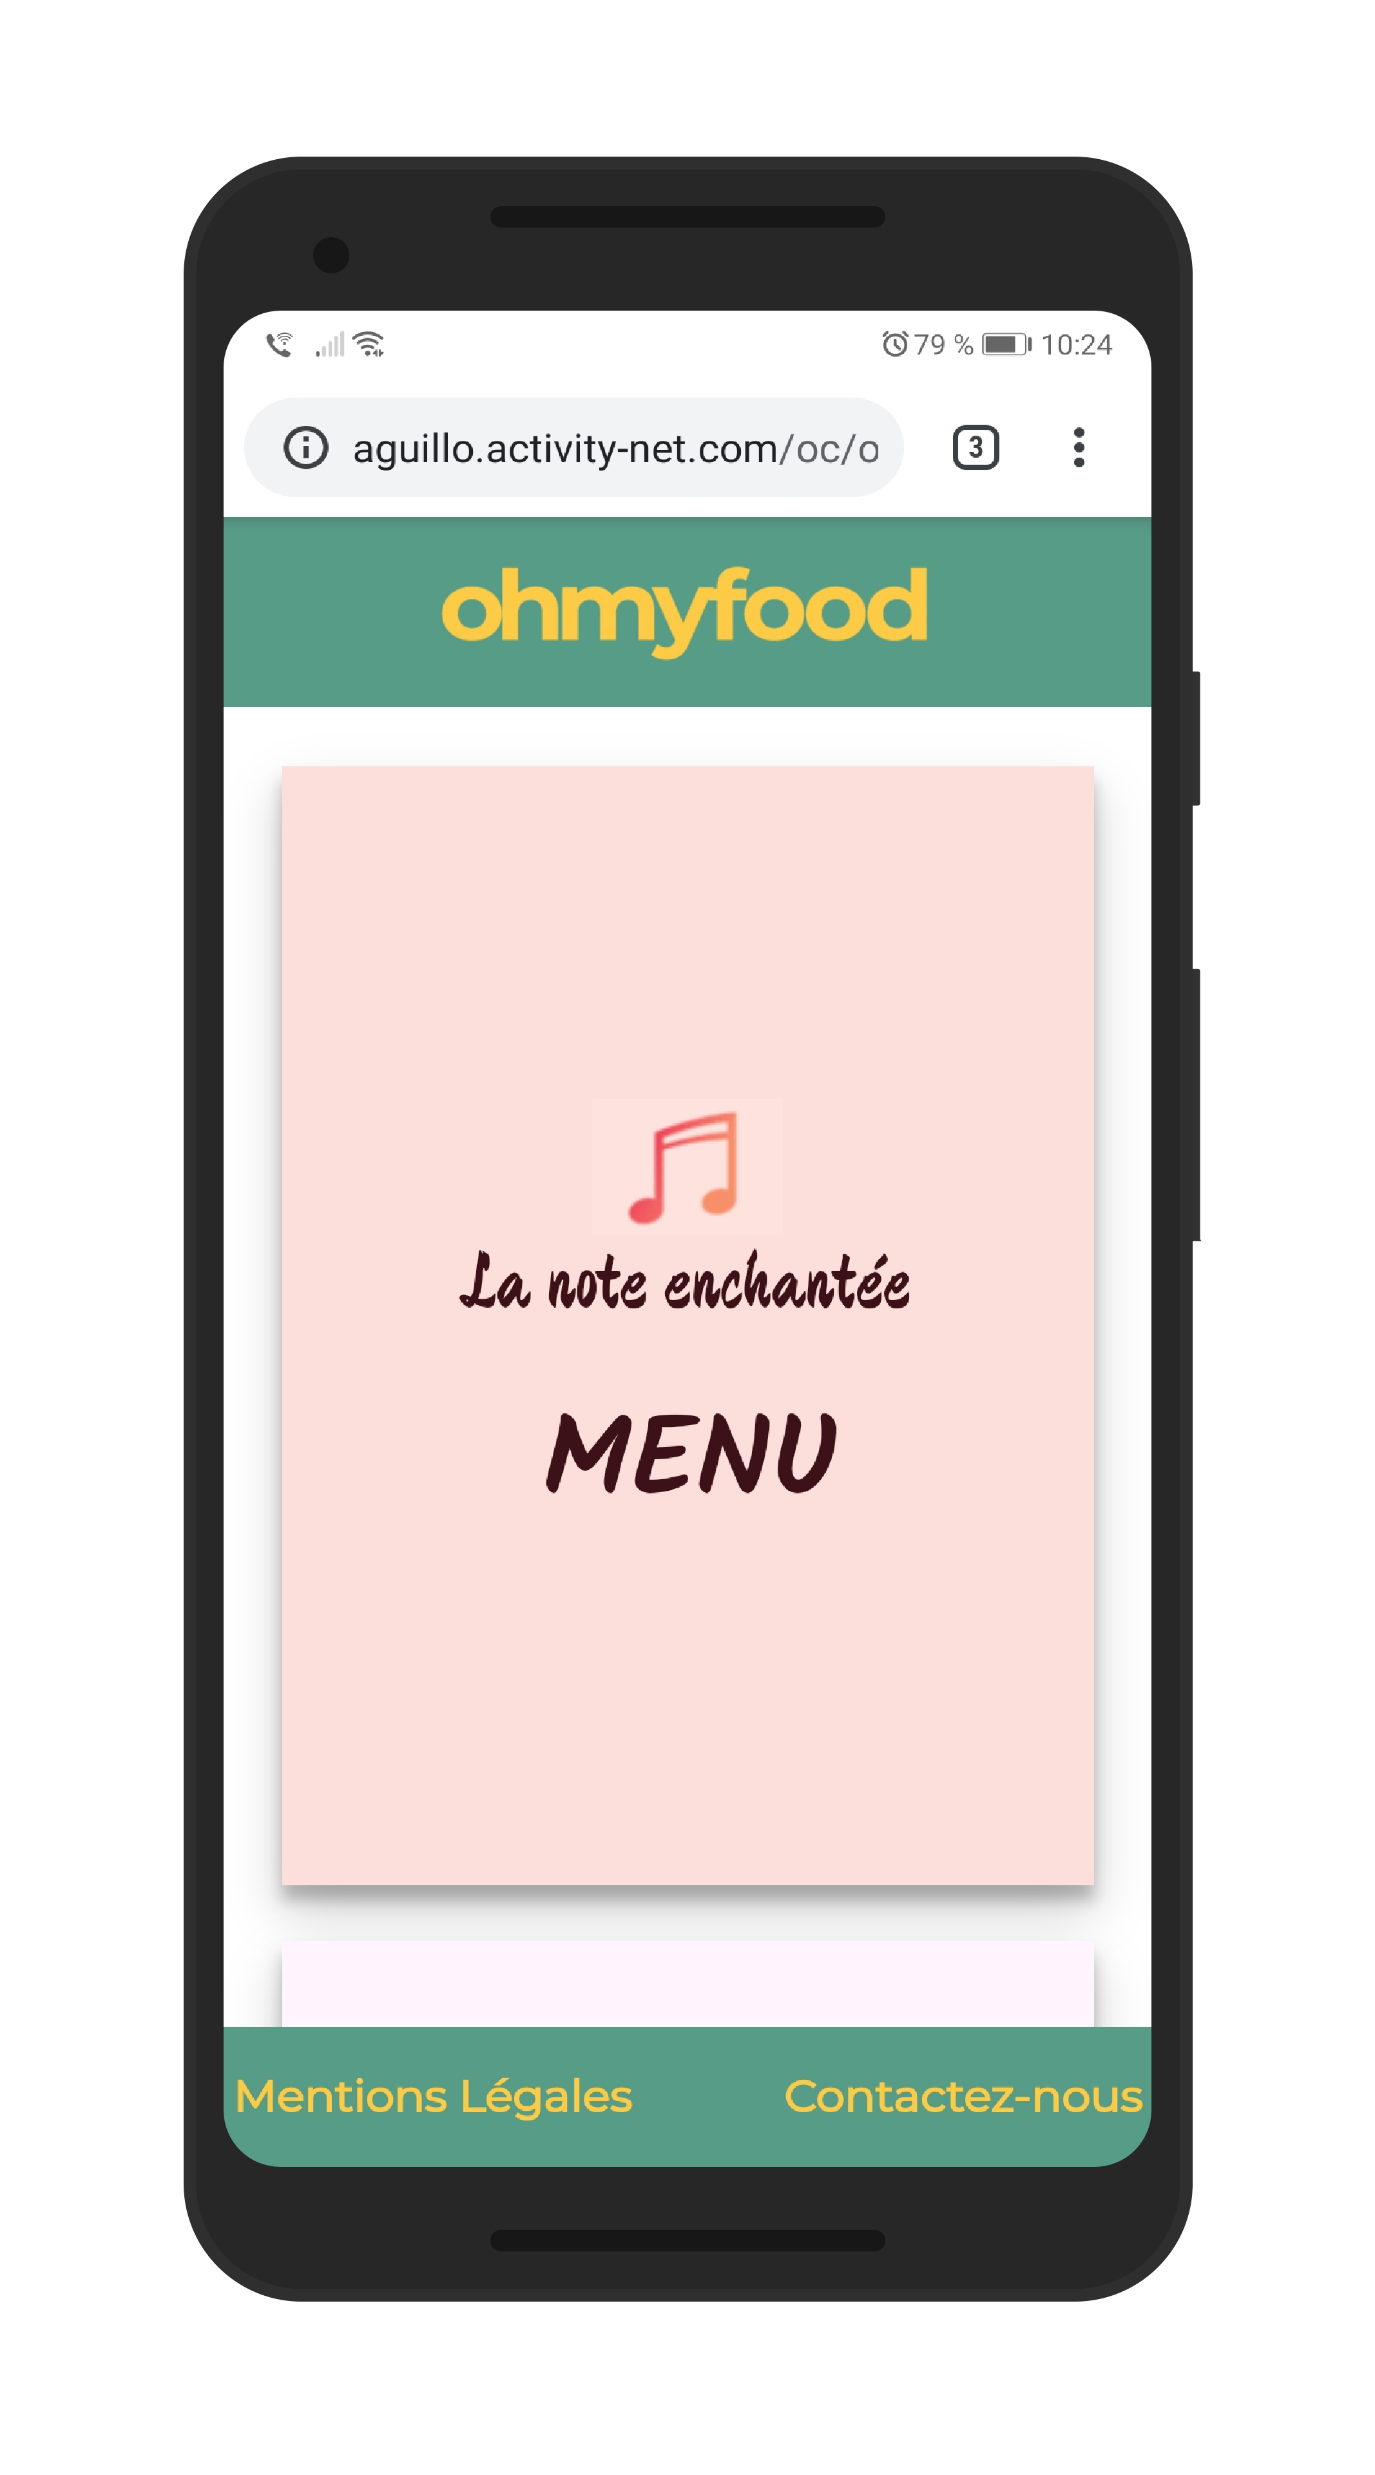 79 % 10:24
aguillo.activity-net.com/oc/o
3
ohmyfood
La note enchantée
MENU
Mentions Légales Contactez-nous